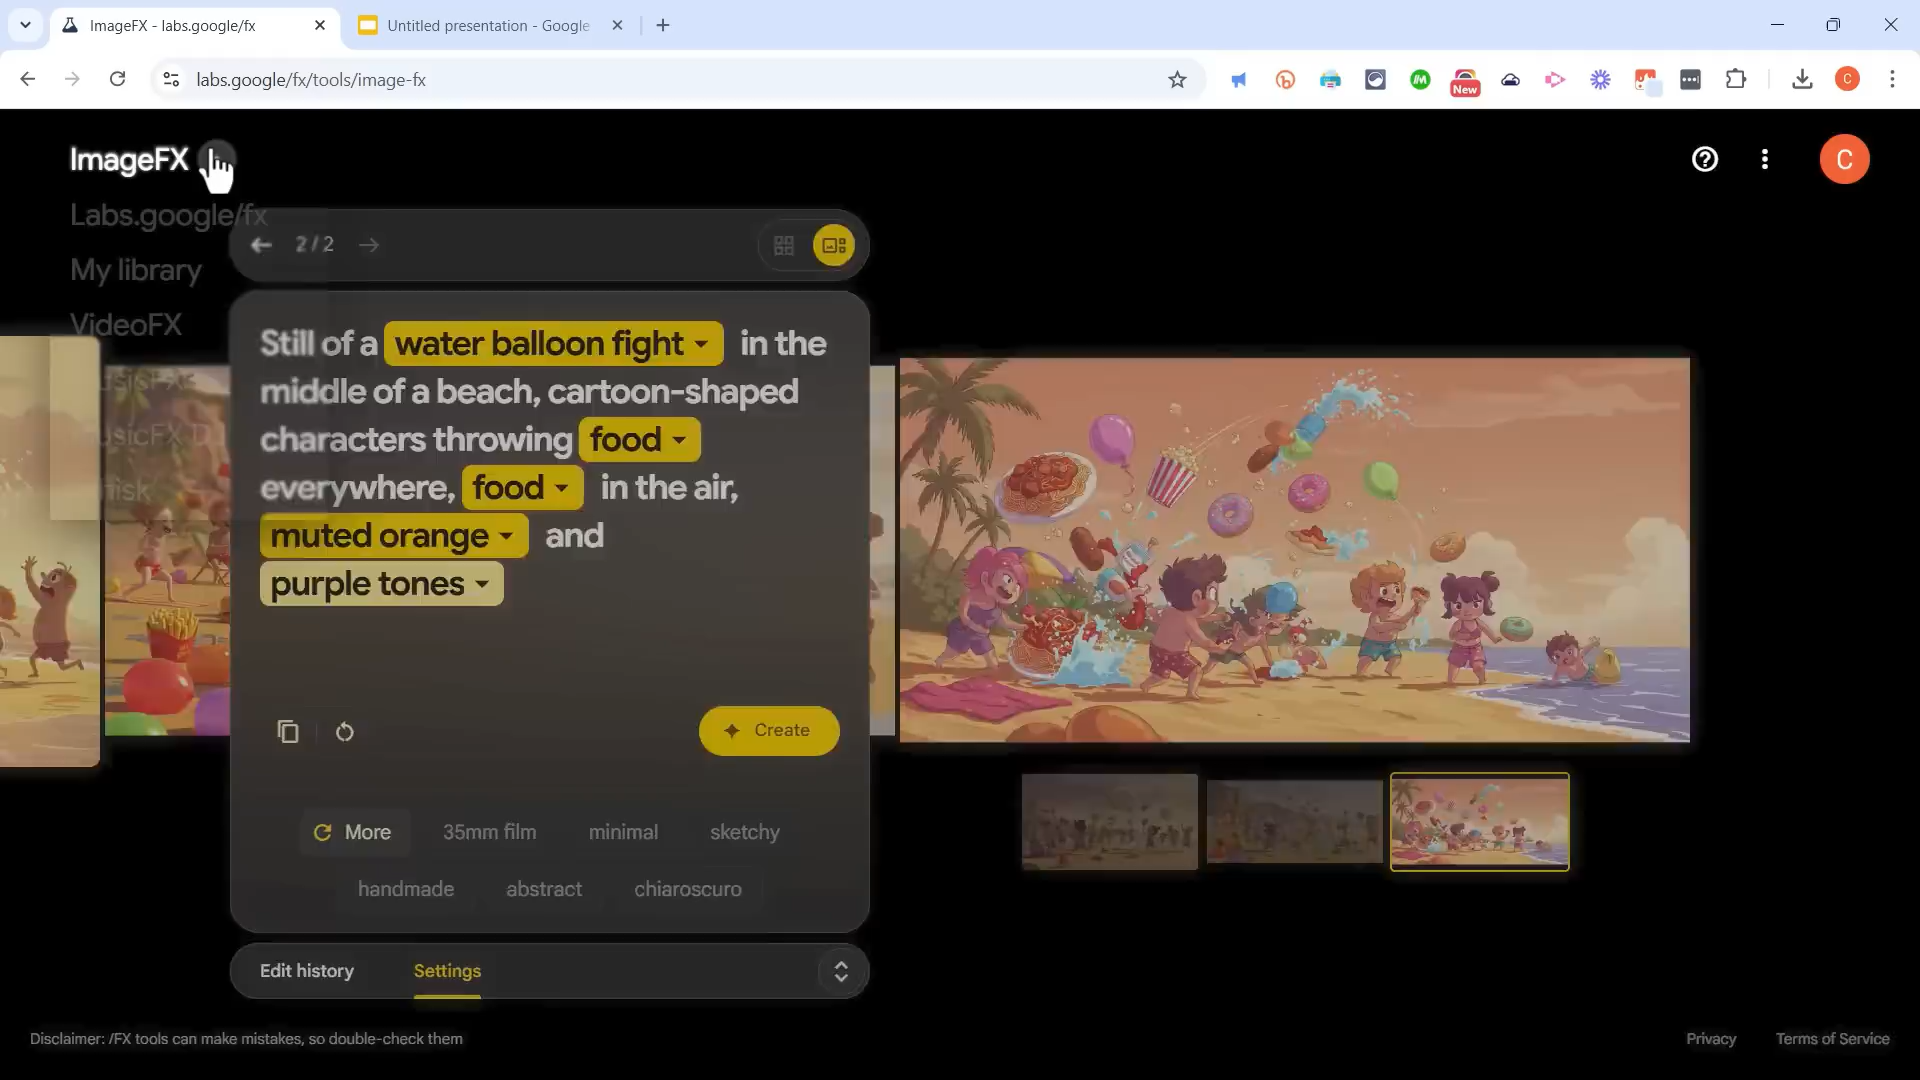 ImageFX - labs.google/fx
Untitled presentation - Google
labs.google/fx/tools/image-fx
New
C
ImageFX
C
Labs.google/fx
My library
VideoFX
2 / 2
Still of a water balloon fight in the
middle of a beach, cartoon-shaped
characters throwing food
everywhere, food in the air,
muted orange and
purple tones
Create
More 35mm film minimal sketchy
handmade abstract chiaroscuro
Edit history Settings
Disclaimer: /FX tools can make mistakes, so double-check them
Privacy Terms of Service